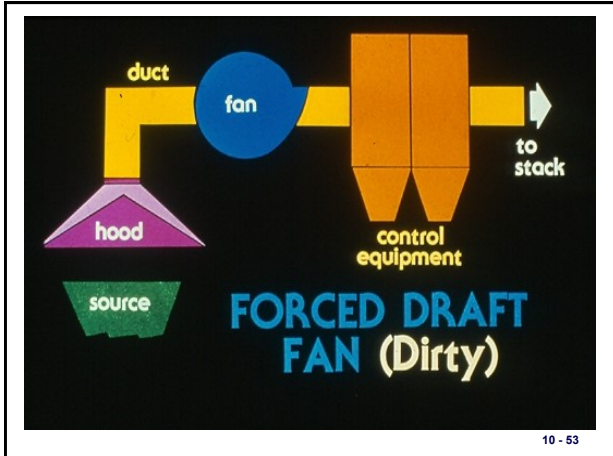 duct
fan
to
stack
hood
control
equipment
source
FORCED DRAFT
FAN (Dirty)
10 - 53